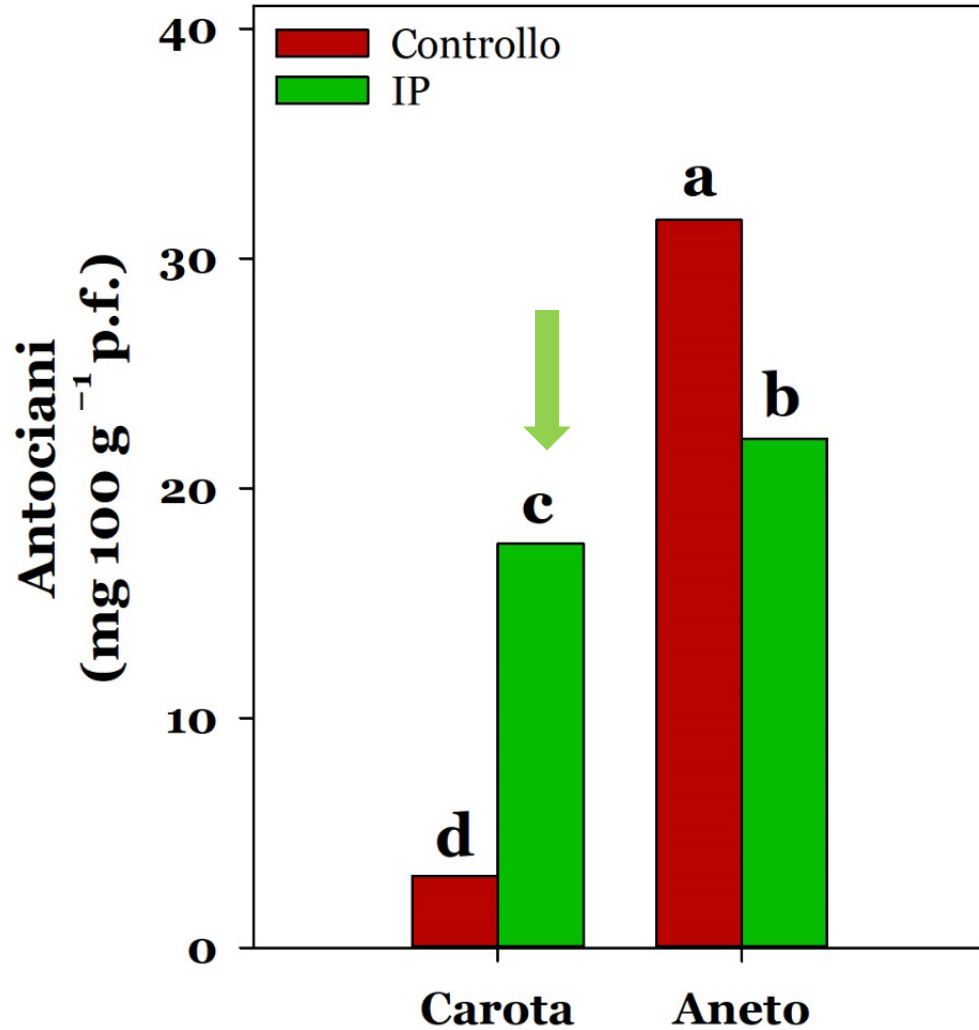 40
30
20
10
0
Antociani
(mg 100 g ⁻¹ p.f.)
Controllo
IP
a
b
c
d
Carota
Aneto